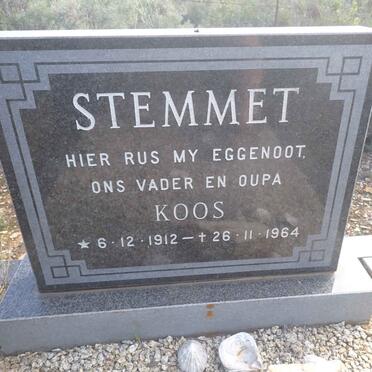 STEMMET
HIER RUS MY EGGENOOT,
ONS VADER EN OUPA
KOOS
★ 6·12·1912 — † 26·11·1964